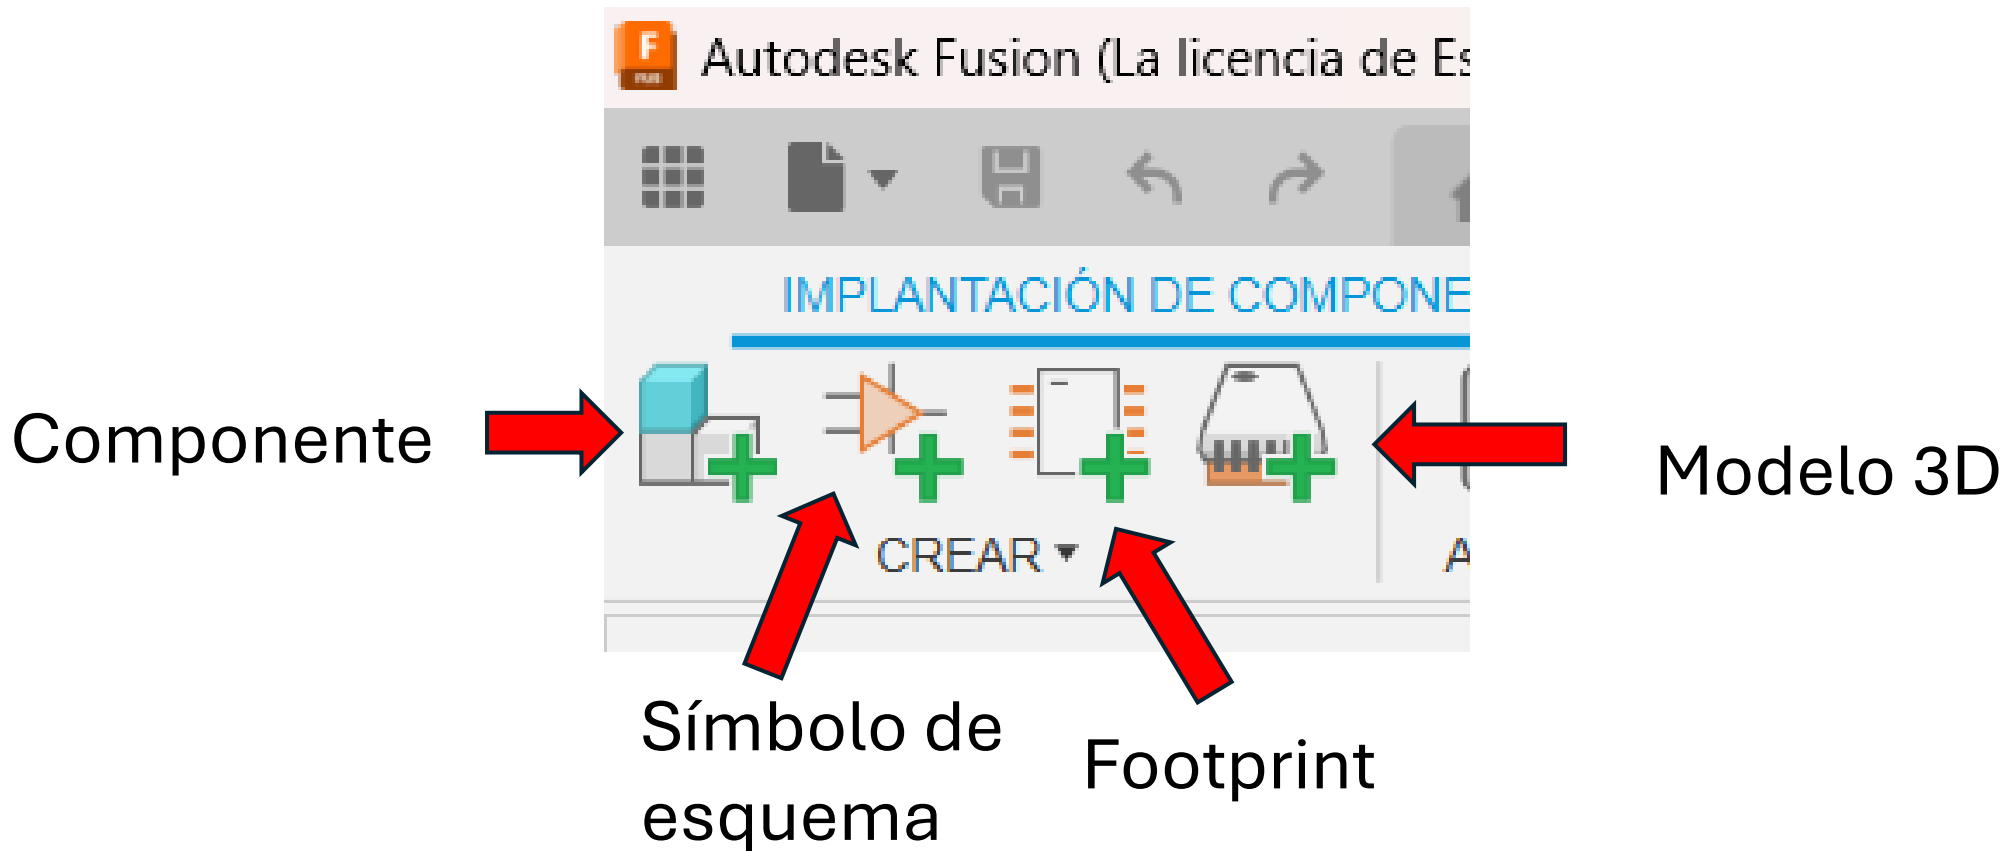 F
Autodesk Fusion (La licencia de Es
IMPLANTACIÓN DE COMPONE
Componente
Modelo 3D
CREAR
A
Símbolo de
esquema
Footprint